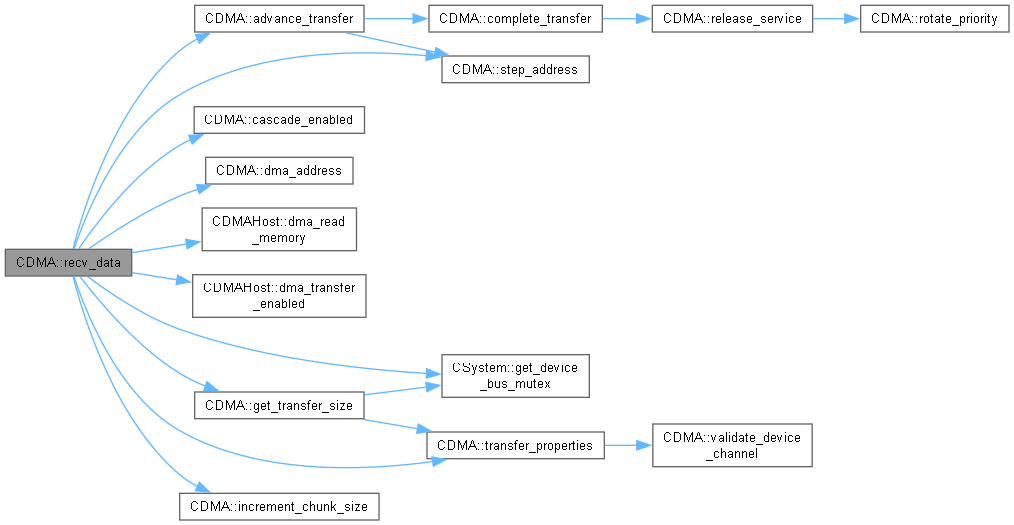 CDMA::advance_transfer
CDMA::complete_transfer
CDMA::release_service
CDMA::rotate_priority
CDMA::step_address
CDMA::cascade_enabled
CDMA::dma_address
CDMAHost::dma_read
_memory
CDMA::recv_data
CDMAHost::dma_transfer
_enabled
CSystem::get_device
_bus_mutex
CDMA::get_transfer_size
CDMA::transfer_properties
CDMA::validate_device
_channel
CDMA::increment_chunk_size